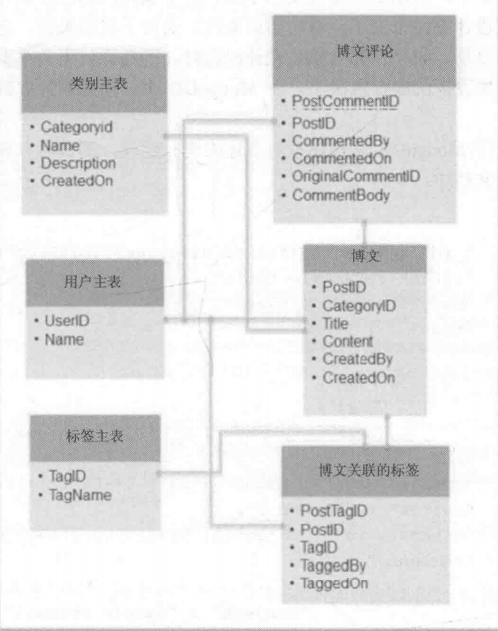 类别主表
• Categoryid
• Name
• Description
• CreatedOn
博文评论
• PostCommentID
• PostID
• CommentedBy
• CommentedOn
• OriginalCommentID
• CommentBody
用户主表
• UserID
• Name
博文
• PostID
• CategoryID
• Title
• Content
• CreatedBy
• CreatedOn
标签主表
• TagID
• TagName
博文关联的标签
• PostTagID
• PostID
• TagID
• TaggedBy
• TaggedOn